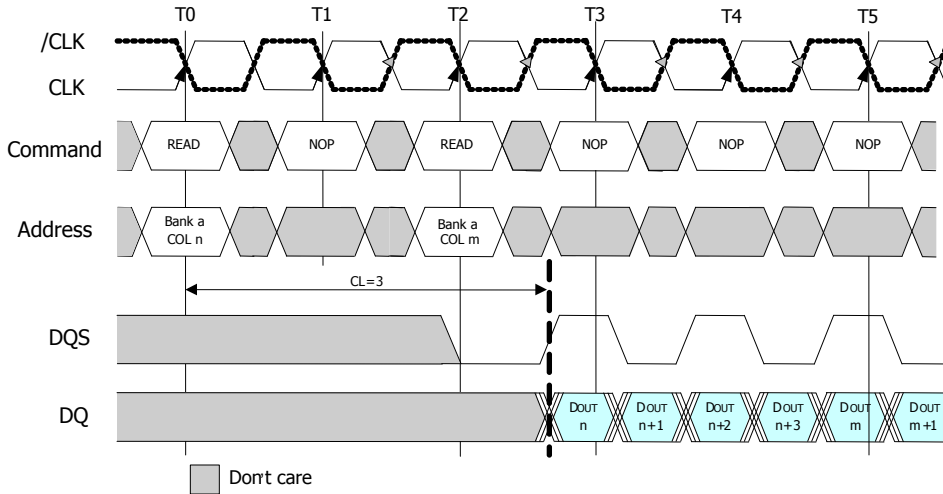 T0 T1 T2 T3 T4 T5
/CLK
CLK
Command READ NOP READ NOP NOP NOP
Address Bank a COL n Bank a COL m
CL=3
DQS
DQ DOUT n DOUT n+1 DOUT n+2 DOUT n+3 DOUT m DOUT m+1
Don't care